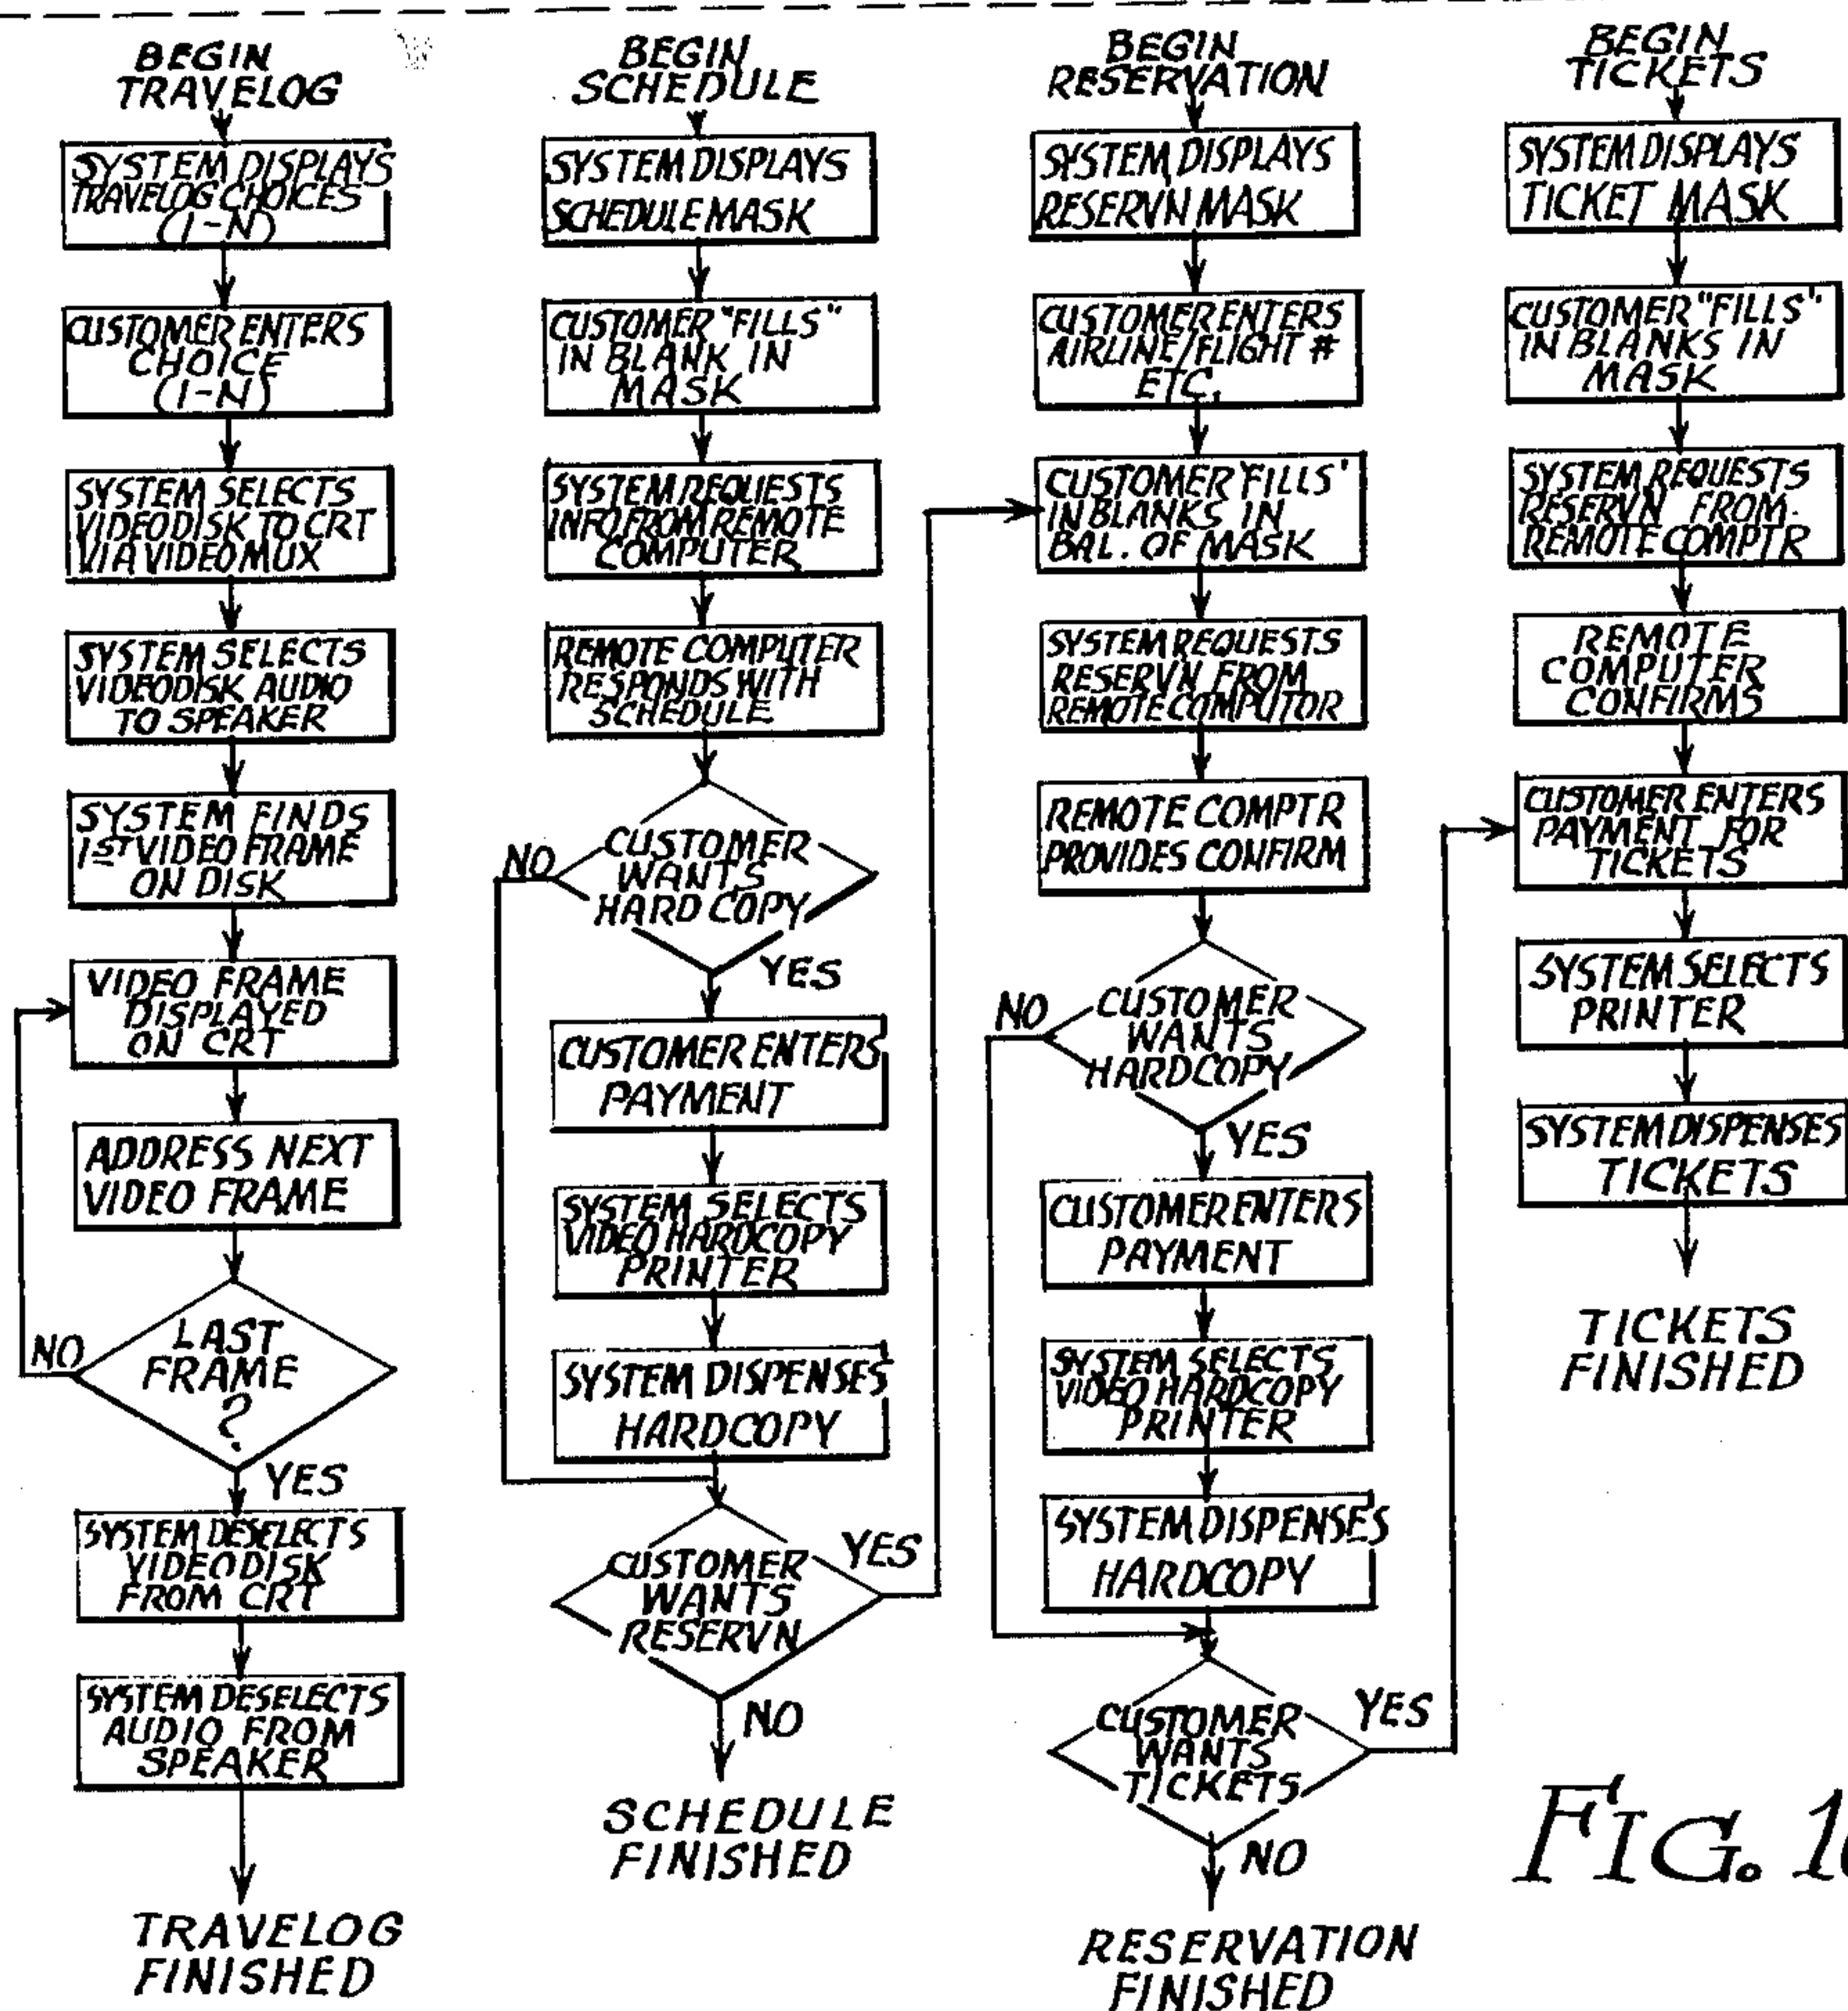 BEGIN
TRAVELOG
SYSTEM DISPLAYS
TRAVELOG CHOICES
(1-N)
CUSTOMER ENTERS
CHOICE
(1-N)
SYSTEM SELECTS
VIDEODISK TO CRT
VIA VIDEO MUX
SYSTEM SELECTS
VIDEODISK AUDIO
TO SPEAKER
SYSTEM FINDS
1ST VIDEO FRAME
ON DISK
VIDEO FRAME
DISPLAYED
ON CRT
ADDRESS NEXT
VIDEO FRAME
LAST
FRAME
?
NO
YES
SYSTEM DESELECTS
VIDEODISK
FROM CRT
SYSTEM DESELECTS
AUDIO FROM
SPEAKER
TRAVELOG
FINISHED
BEGIN
SCHEDULE
SYSTEM DISPLAYS
SCHEDULE MASK
CUSTOMER "FILLS"
IN BLANK IN
MASK
SYSTEM REQUESTS
INFO FROM REMOTE
COMPUTER
REMOTE COMPUTER
RESPONDS WITH
SCHEDULE
CUSTOMER
WANTS
HARD COPY
NO
YES
CUSTOMER ENTERS
PAYMENT
SYSTEM SELECTS
VIDEO HARDCOPY
PRINTER
SYSTEM DISPENSES
HARDCOPY
CUSTOMER
WANTS
RESERVN
YES
NO
SCHEDULE
FINISHED
BEGIN
RESERVATION
SYSTEM DISPLAYS
RESERVN MASK
CUSTOMER ENTERS
AIRLINE/FLIGHT #
ETC.
CUSTOMER 'FILLS'
IN BLANKS IN
BAL. OF MASK
SYSTEM REQUESTS
RESERVN FROM
REMOTE COMPUTOR
REMOTE COMPTR
PROVIDES CONFIRM
CUSTOMER
WANTS
HARDCOPY
NO
YES
CUSTOMER ENTERS
PAYMENT
SYSTEM SELECTS
VIDEO HARDCOPY
PRINTER
SYSTEM DISPENSES
HARDCOPY
CUSTOMER
WANTS
TICKETS
YES
NO
RESERVATION
FINISHED
BEGIN
TICKETS
SYSTEM DISPLAYS
TICKET MASK
CUSTOMER "FILLS"
IN BLANKS IN
MASK
SYSTEM REQUESTS
RESERVN FROM
REMOTE COMPTR
REMOTE
COMPUTER
CONFIRMS
CUSTOMER ENTERS
PAYMENT FOR
TICKETS
SYSTEM SELECTS
PRINTER
SYSTEM DISPENSES
TICKETS
TICKETS
FINISHED
FIG.